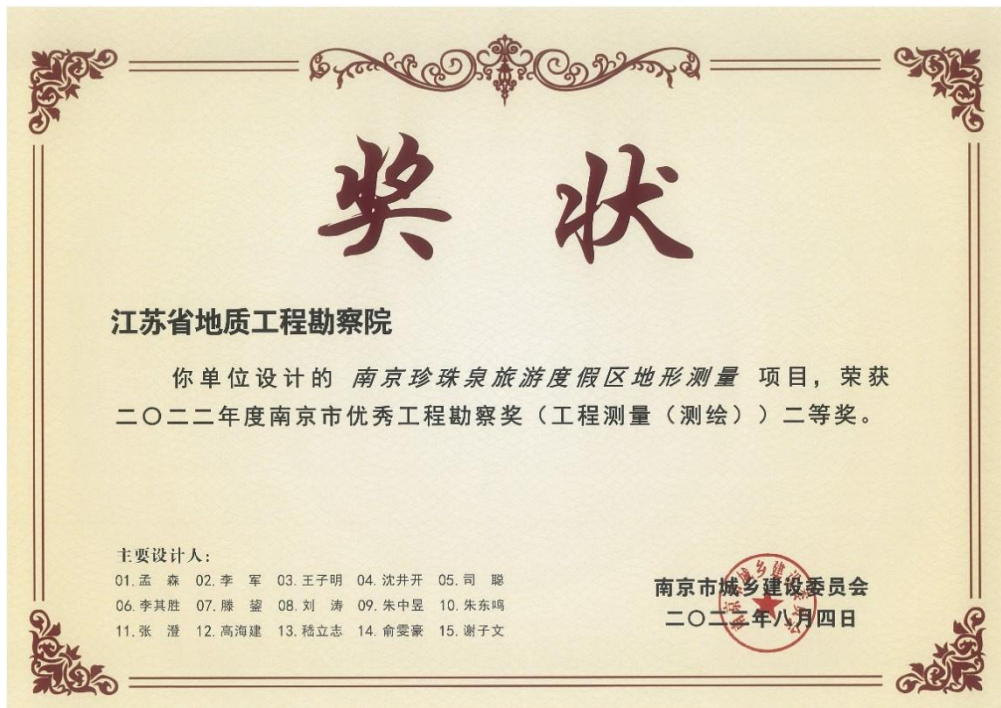 奖 状
江苏省地质工程勘察院
你单位设计的 南京珍珠泉旅游度假区地形测量 项目，荣获
二〇二二年度南京市优秀工程勘察奖（工程测量（测绘））二等奖。
主要设计人：
01.孟 森 02.李 军 03.王子明 04.沈井开 05.司 聪
06.李其胜 07.滕 望 08.刘 涛 09.朱中昱 10.朱东鸣
11.张 澄 12.高海建 13.嵇立志 14.俞雯豪 15.谢子文
南京市城乡建设委员会
二〇二二年八月四日